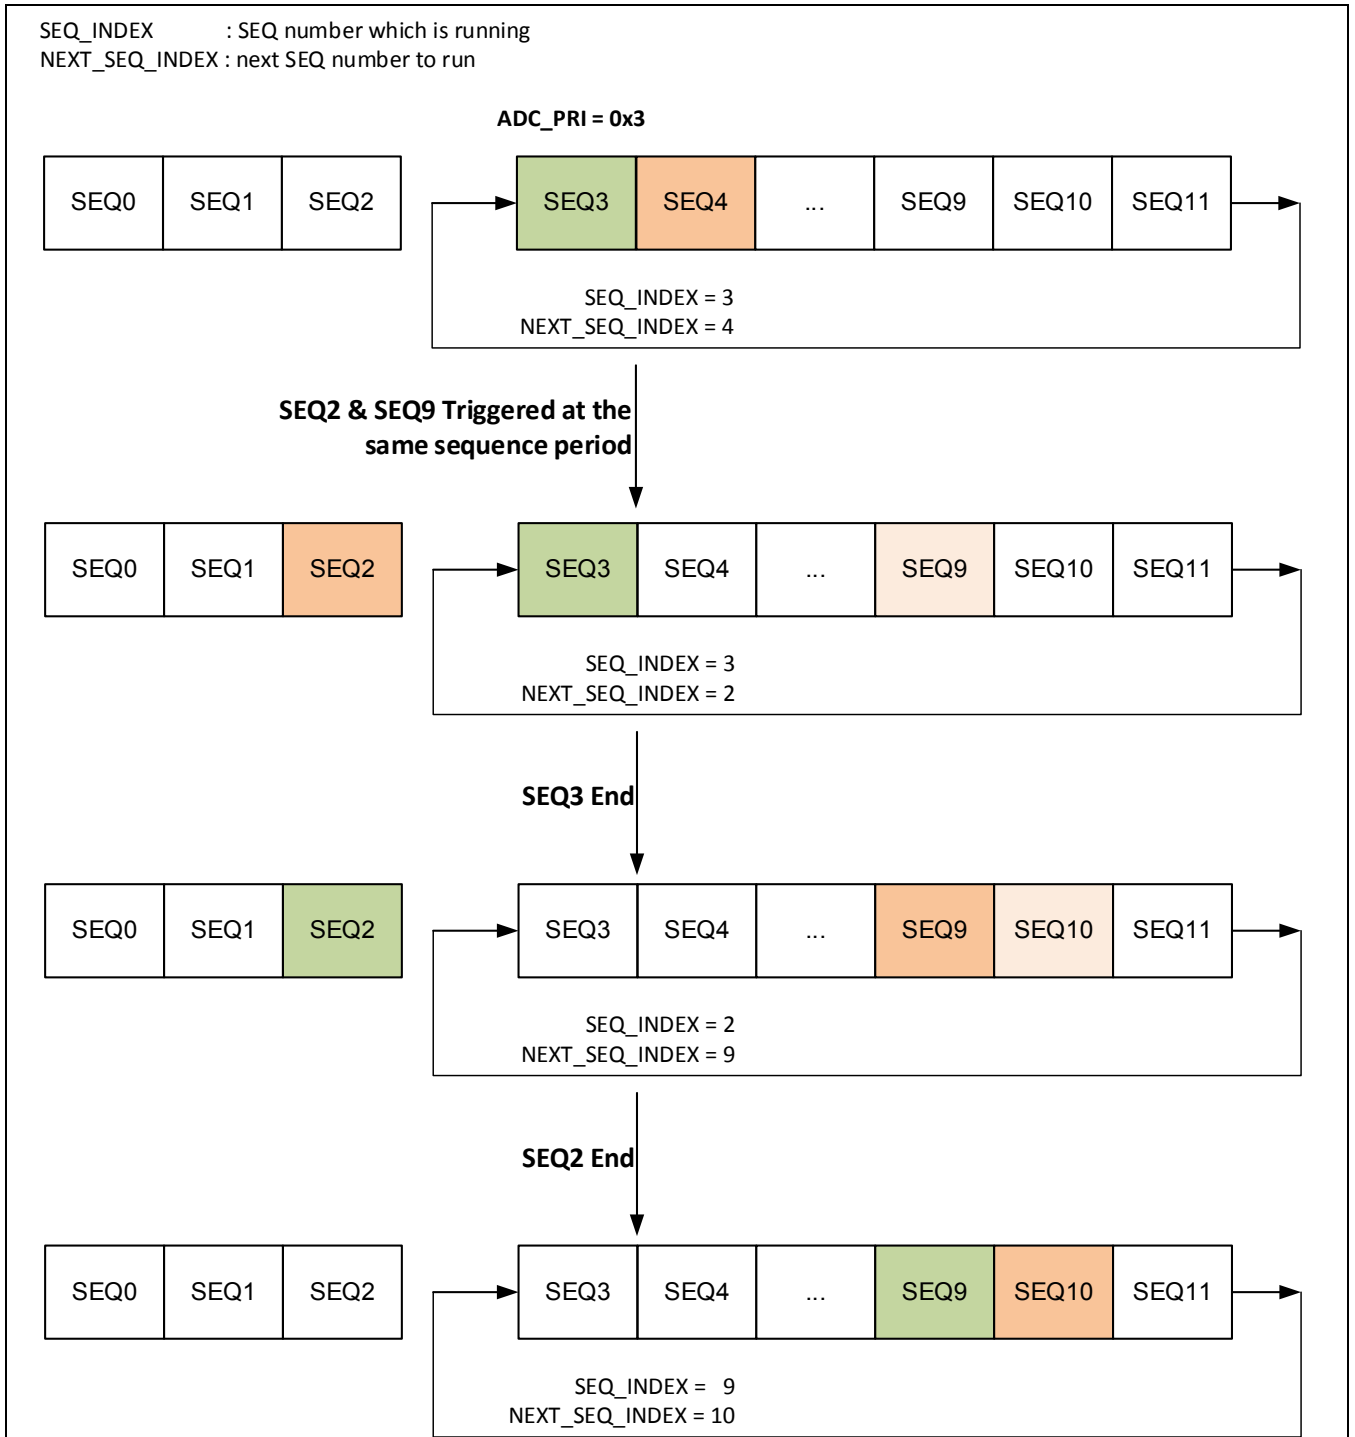 SEQ_INDEX : SEQ number which is running
NEXT_SEQ_INDEX : next SEQ number to run
ADC_PRI = 0x3
SEQ0 SEQ1 SEQ2 SEQ3 SEQ4 ... SEQ9 SEQ10 SEQ11
SEQ_INDEX = 3
NEXT_SEQ_INDEX = 4
SEQ2 & SEQ9 Triggered at the
same sequence period
SEQ0 SEQ1 SEQ2 SEQ3 SEQ4 ... SEQ9 SEQ10 SEQ11
SEQ_INDEX = 3
NEXT_SEQ_INDEX = 2
SEQ3 End
SEQ0 SEQ1 SEQ2 SEQ3 SEQ4 ... SEQ9 SEQ10 SEQ11
SEQ_INDEX = 2
NEXT_SEQ_INDEX = 9
SEQ2 End
SEQ0 SEQ1 SEQ2 SEQ3 SEQ4 ... SEQ9 SEQ10 SEQ11
SEQ_INDEX = 9
NEXT_SEQ_INDEX = 10